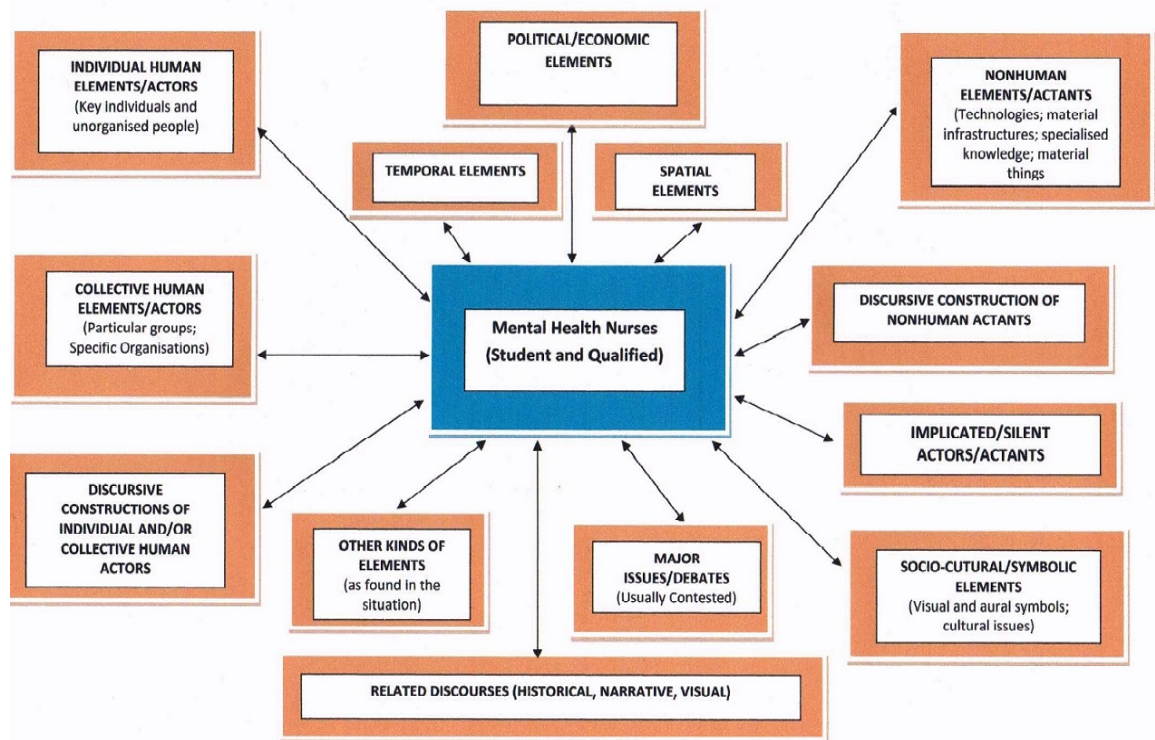 POLITICAL/ECONOMIC
ELEMENTS
INDIVIDUAL HUMAN
ELEMENTS/ACTORS
(Key individuals and
unorganised people)
NONHUMAN
ELEMENTS/ACTANTS
(Technologies; material
infrastructures; specialised
knowledge; material
things
TEMPORAL ELEMENTS
SPATIAL
ELEMENTS
COLLECTIVE HUMAN
ELEMENTS/ACTORS
(Particular groups;
Specific Organisations)
Mental Health Nurses
(Student and Qualified)
DISCURSIVE CONSTRUCTION OF
NONHUMAN ACTANTS
IMPLICATED/SILENT
ACTORS/ACTANTS
DISCURSIVE
CONSTRUCTIONS OF
INDIVIDUAL AND/OR
COLLECTIVE HUMAN
ACTORS
OTHER KINDS OF
ELEMENTS
(as found in the
situation)
MAJOR
ISSUES/DEBATES
(Usually Contested)
SOCIO-CUTURAL/SYMBOLIC
ELEMENTS
(Visual and aural symbols;
cultural issues)
RELATED DISCOURSES (HISTORICAL, NARRATIVE, VISUAL)